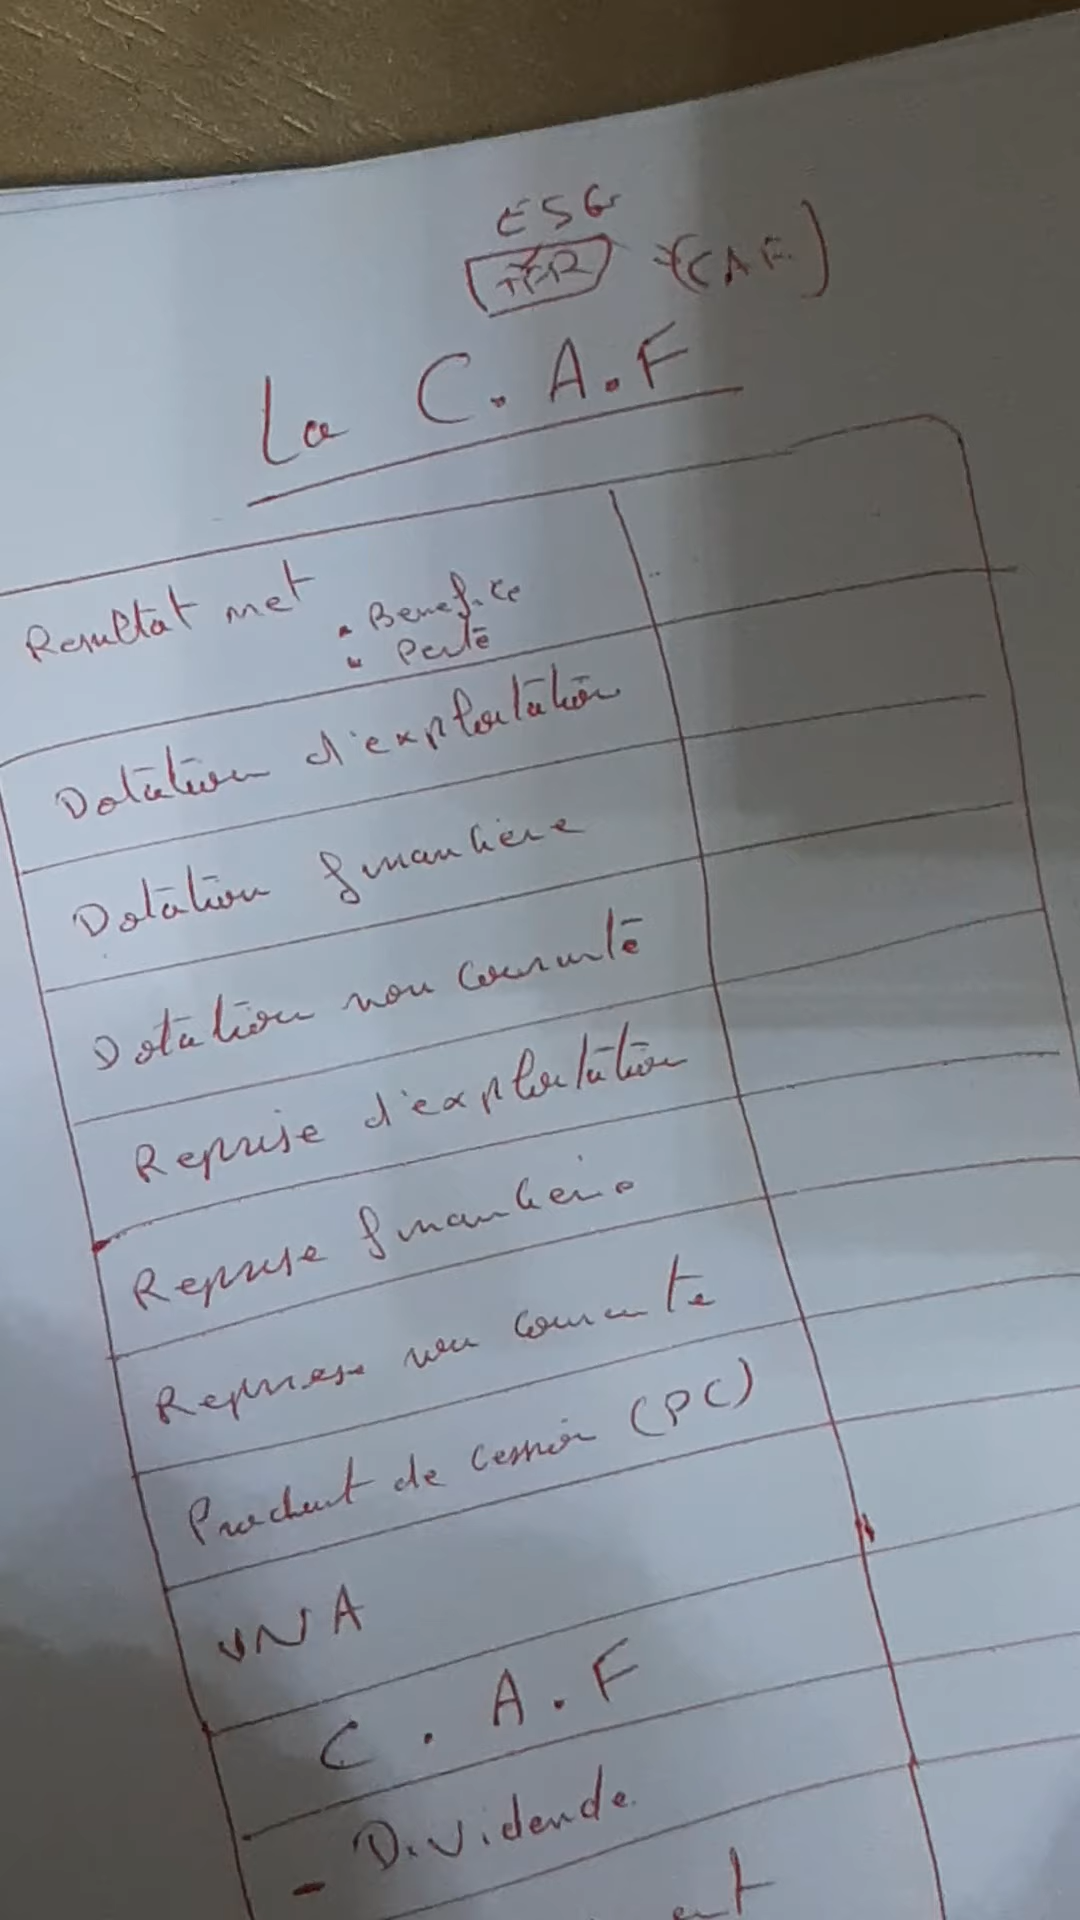 ESG
TFR (CAF)
La C.A.F
Resultat net
• Benefice
• Perte
Dotation d'exploitation
Dotation financière
Dotation non courante
Reprise d'exploitation
Reprise financière
Reprises non courante
Produit de cession (PC)
VNA
C.A.F
- Dividende